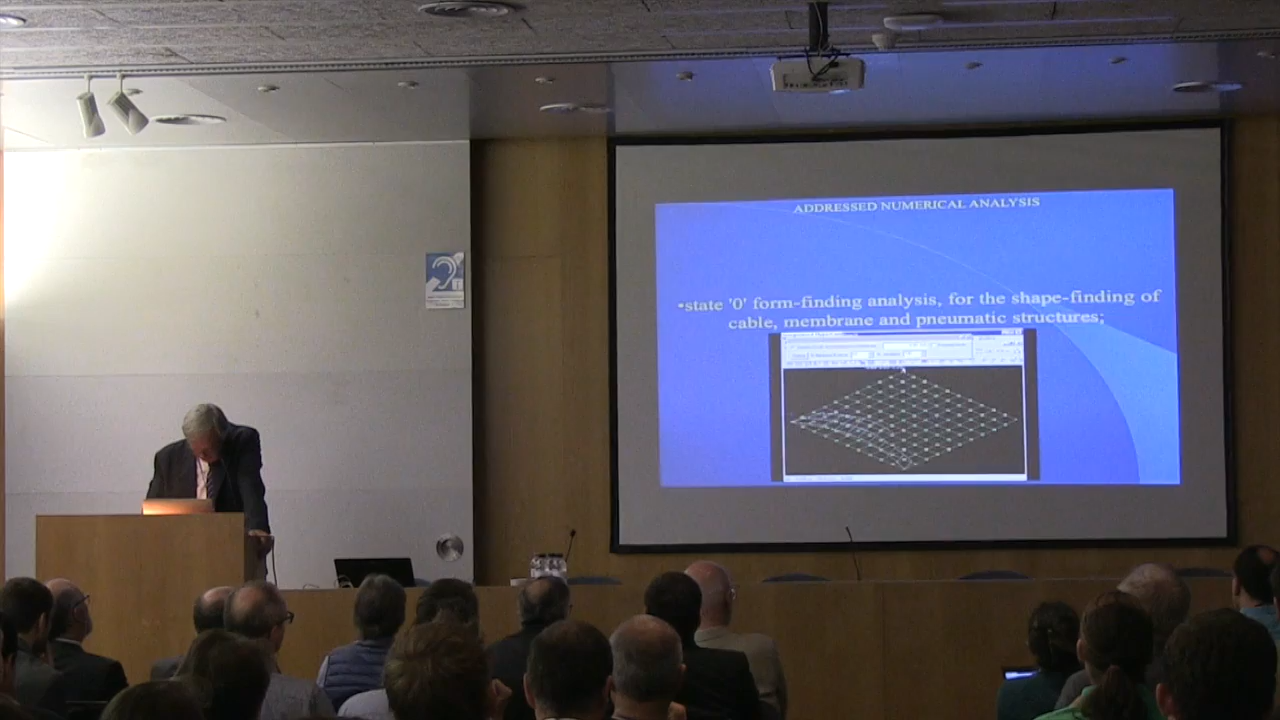 ADDRESSED NUMERICAL ANALYSIS
•state '0' form-finding analysis, for the shape-finding of
cable, membrane and pneumatic structures;